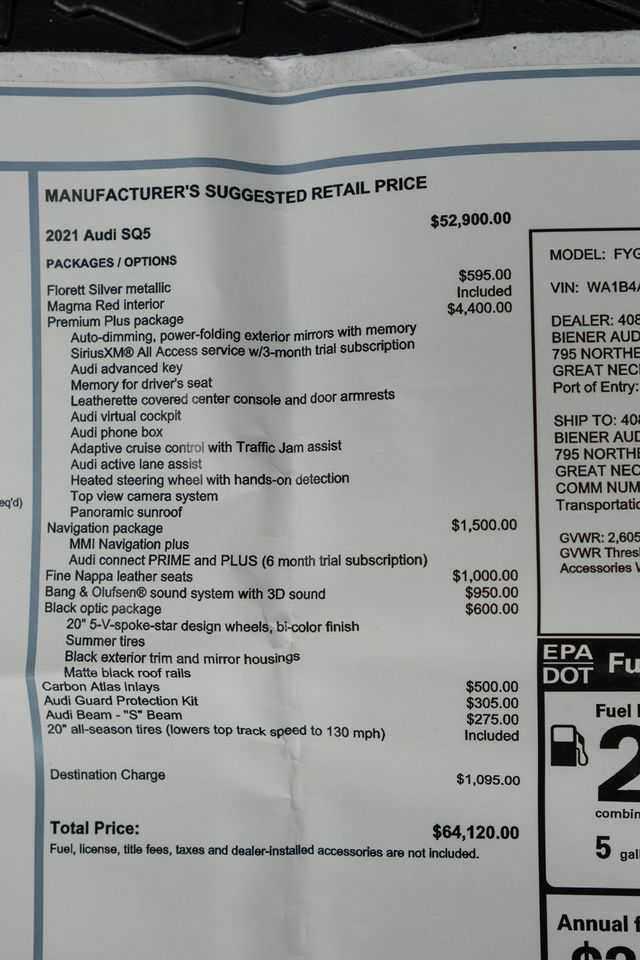 MANUFACTURER'S SUGGESTED RETAIL PRICE
2021 Audi SQ5 $52,900.00
PACKAGES / OPTIONS
Florett Silver metallic $595.00
Magma Red interior Included
Premium Plus package $4,400.00
Auto-dimming, power-folding exterior mirrors with memory
SiriusXM® All Access service w/3-month trial subscription
Audi advanced key
Memory for driver's seat
Leatherette covered center console and door armrests
Audi virtual cockpit
Audi phone box
Adaptive cruise control with Traffic Jam assist
Audi active lane assist
Heated steering wheel with hands-on detection
Top view camera system
Panoramic sunroof
Navigation package $1,500.00
MMI Navigation plus
Audi connect PRIME and PLUS (6 month trial subscription)
Fine Nappa leather seats $1,000.00
Bang & Olufsen® sound system with 3D sound $950.00
Black optic package $600.00
20" 5-V-spoke-star design wheels, bi-color finish
Summer tires
Black exterior trim and mirror housings
Matte black roof rails
Carbon Atlas inlays $500.00
Audi Guard Protection Kit $305.00
Audi Beam - "S" Beam $275.00
20" all-season tires (lowers top track speed to 130 mph) Included
Destination Charge $1,095.00
Total Price: $64,120.00
Fuel, license, title fees, taxes and dealer-installed accessories are not included.
eq'd)
MODEL: FYG
VIN: WA1B4
DEALER: 408
BIENER AUD
795 NORTHE
GREAT NEC
Port of Entry:
SHIP TO: 408
BIENER AUD
795 NORTHE
GREAT NEC
COMM NUM
Transportatio
GVWR: 2,605
GVWR Thres
Accessories W
EPA
DOT
Fu
Fuel
2
combin
5 gal
Annual f